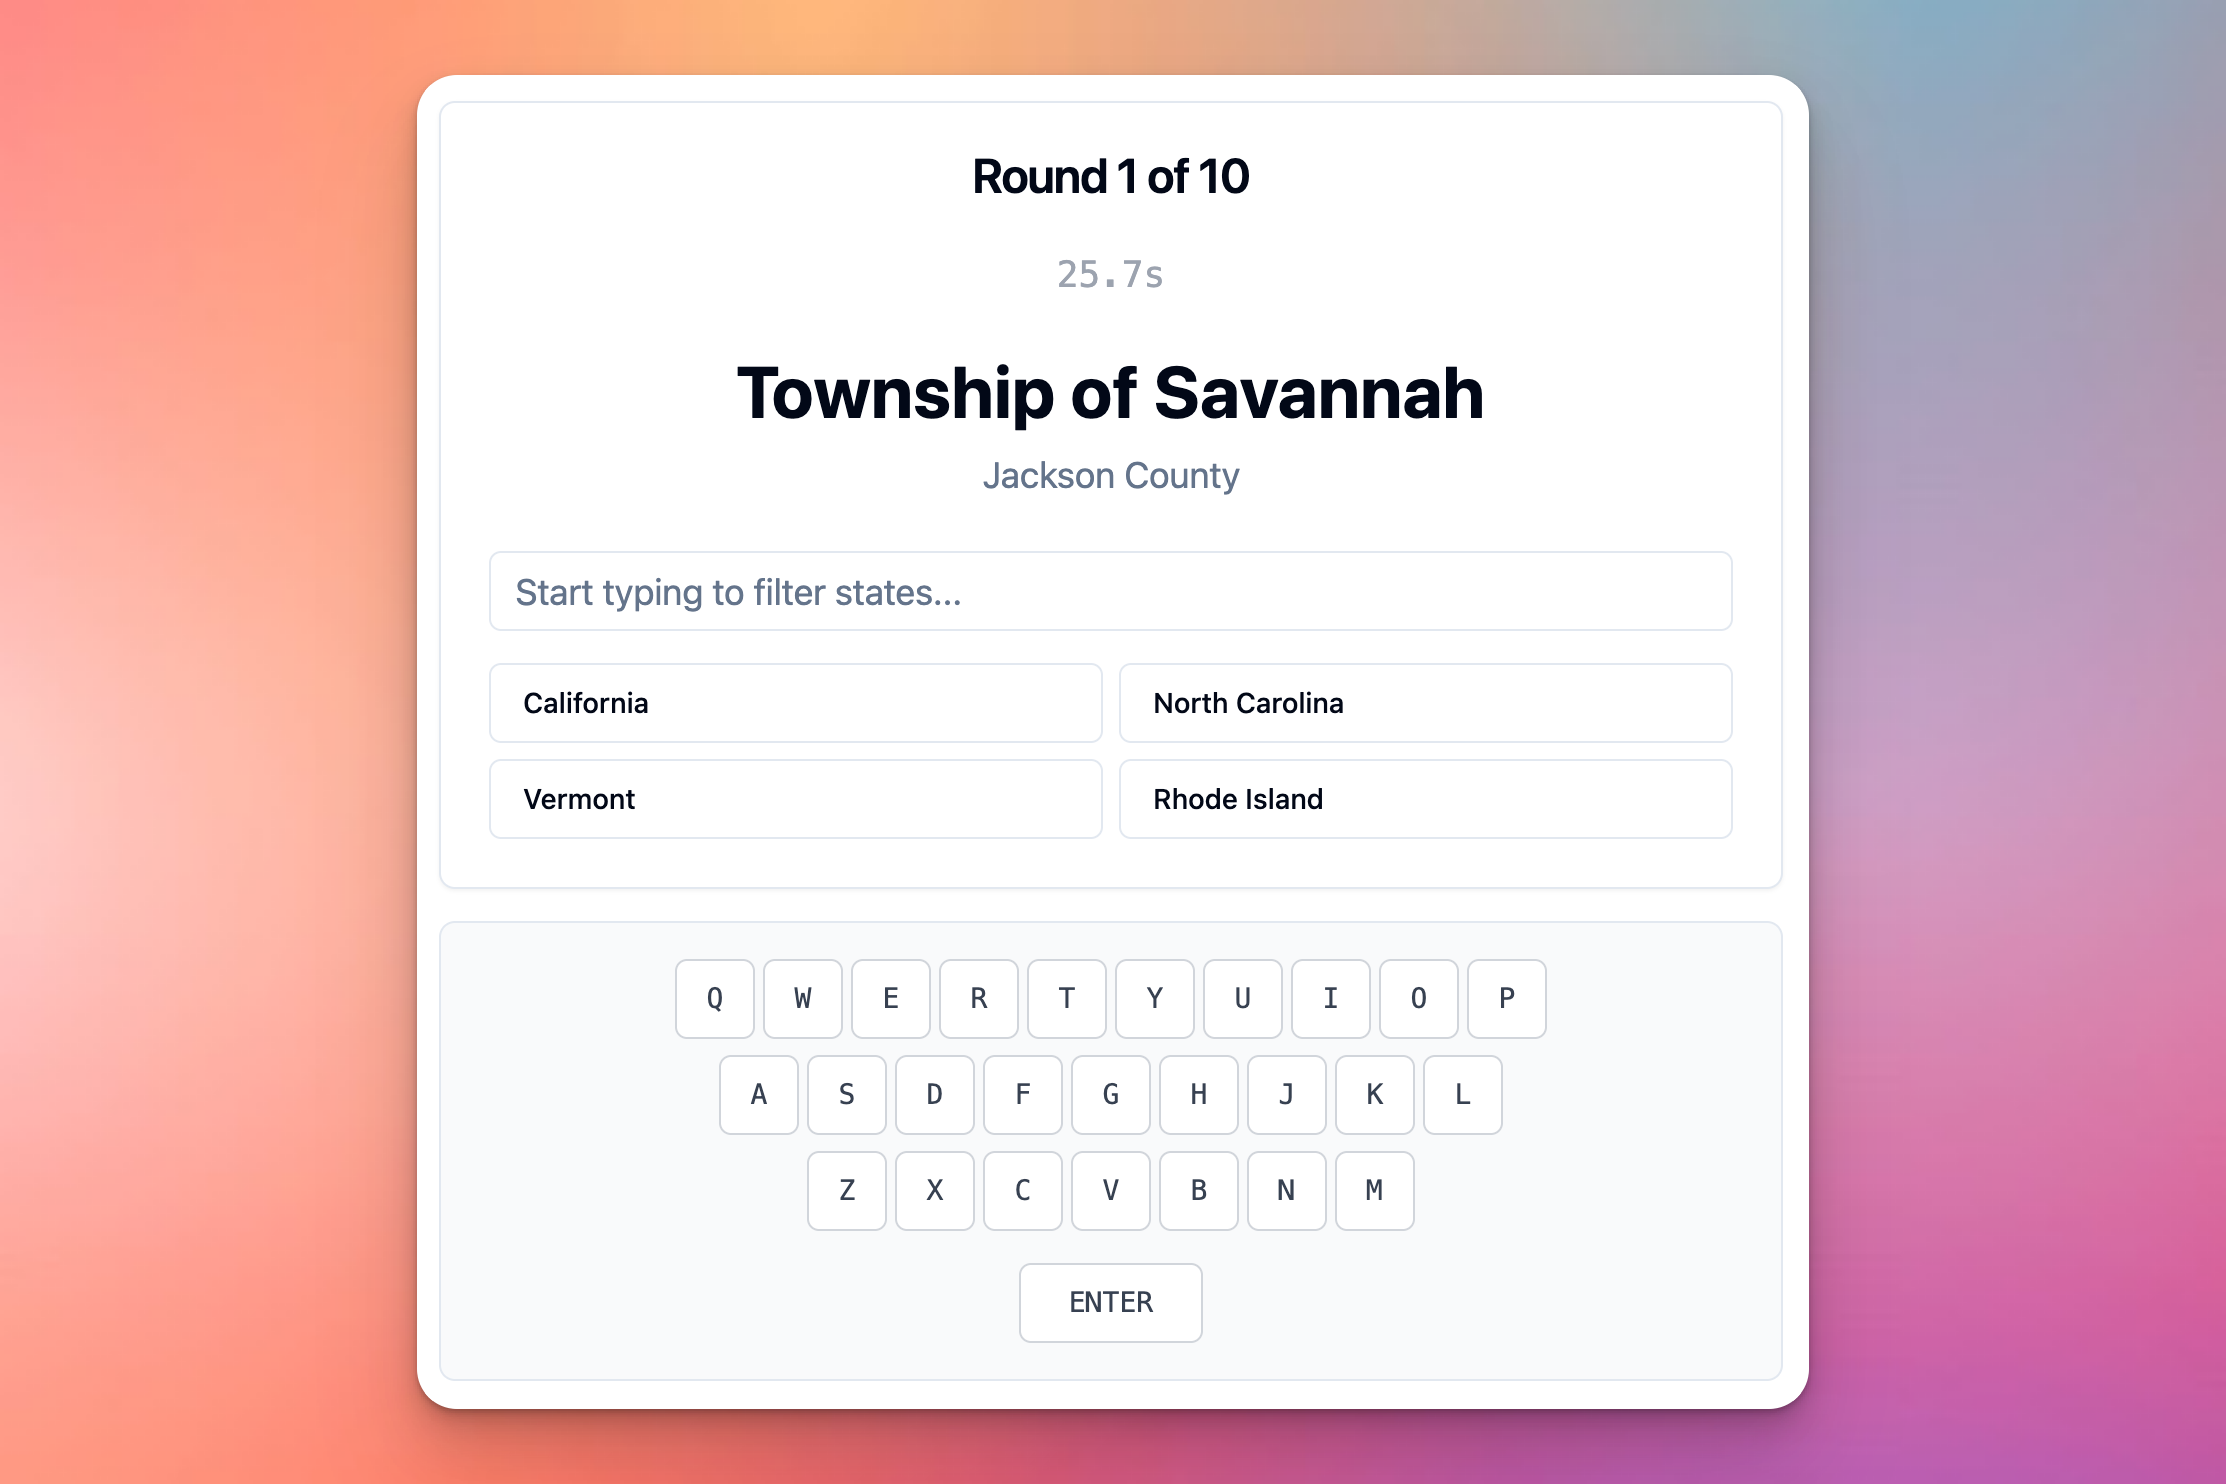 Round 1 of 10
25.7s
Township of Savannah
Jackson County
Start typing to filter states...
California
North Carolina
Vermont
Rhode Island
Q W E R T Y U I O P
A S D F G H J K L
Z X C V B N M
ENTER